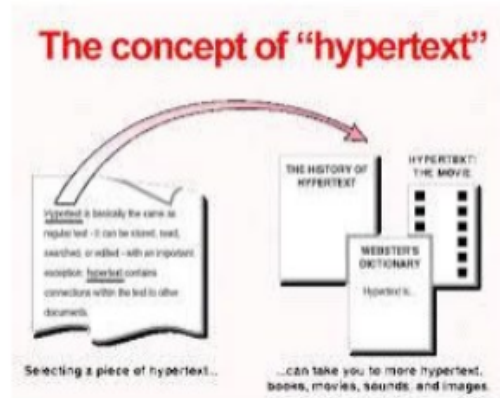 The concept of “hypertext”
Hypertext is basically the same as
regular text - it can be stored, read,
searched, or edited - with an important
exception: hypertext contains
connections within the text to other
documents.
Selecting a piece of hypertext...
THE HISTORY OF
HYPERTEXT
HYPERTEXT:
THE MOVIE
WEBSTER'S
DICTIONARY
Hypertext is...
...can take you to more hypertext,
books, movies, sounds, and images.